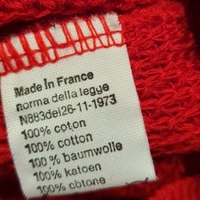 Made in France
norma della legge
N883del26-11-1973
100% coton
100% cotton
100% baumwolle
100% katoen
100% cotone